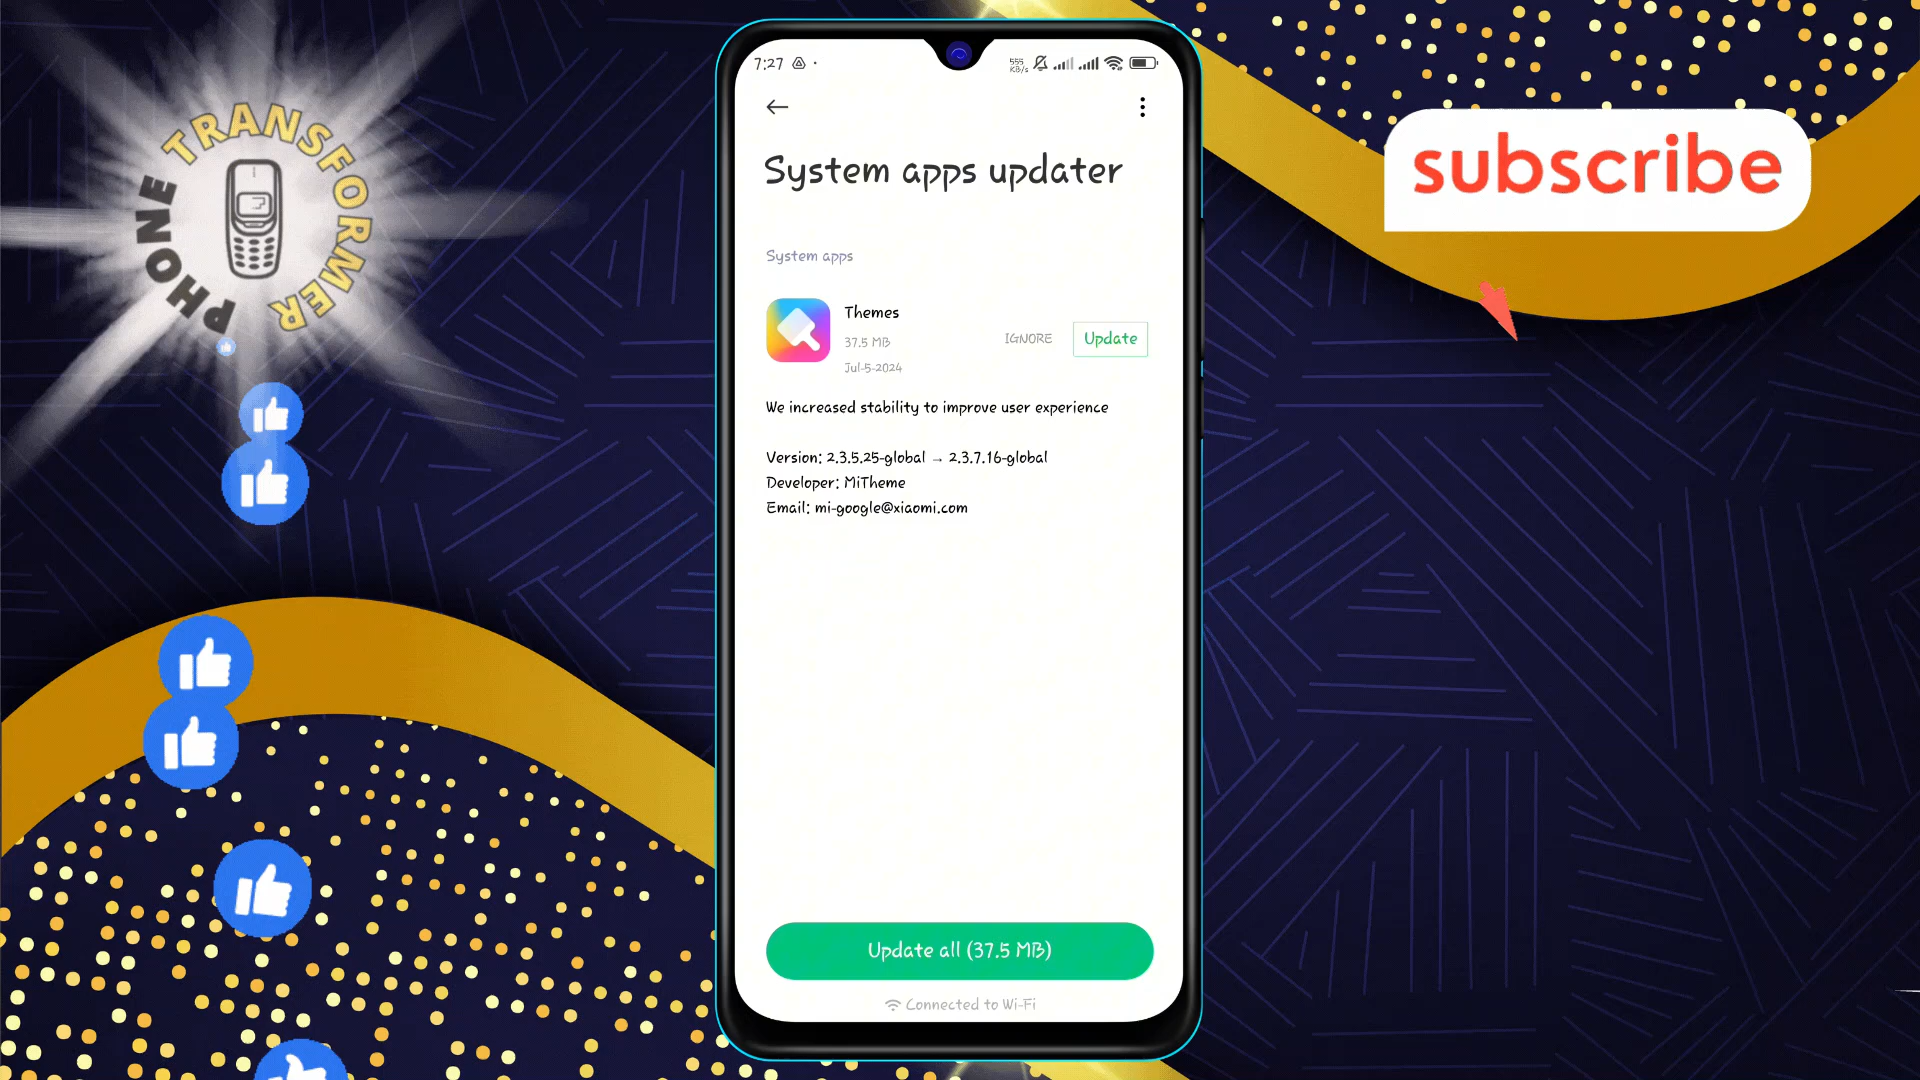 PHONE TRANSFORMER
subscribe
7:27
555 KB/s
System apps updater
System apps
Themes
37.5 MB
IGNORE
Update
Jul-5-2024
We increased stability to improve user experience
Version: 2.3.5.25-global → 2.3.7.16-global
Developer: MiTheme
Email: mi-google@xiaomi.com
Update all (37.5 MB)
Connected to Wi-Fi